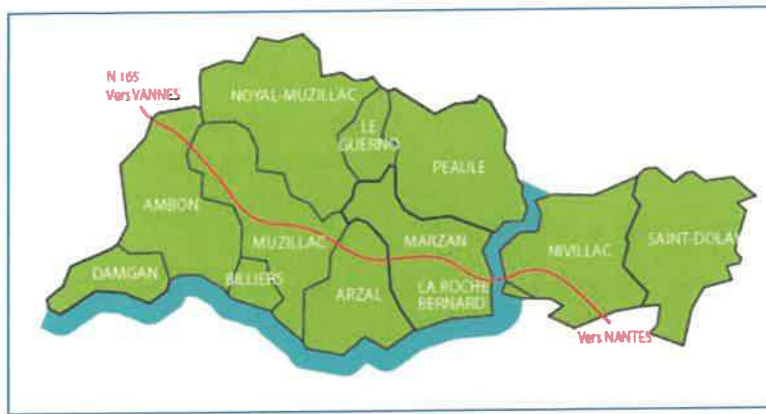 N 165
Vers VANNES
NOYAL-MUZILLAC
LE
GUERNO
PEAULE
AMBON
MUZILLAC
MARZAN
NIVILLAC
SAINT-DOLAY
DAMGAN
BILLIERS
ARZAL
LA ROCHE
BERNARD
Vers NANTES